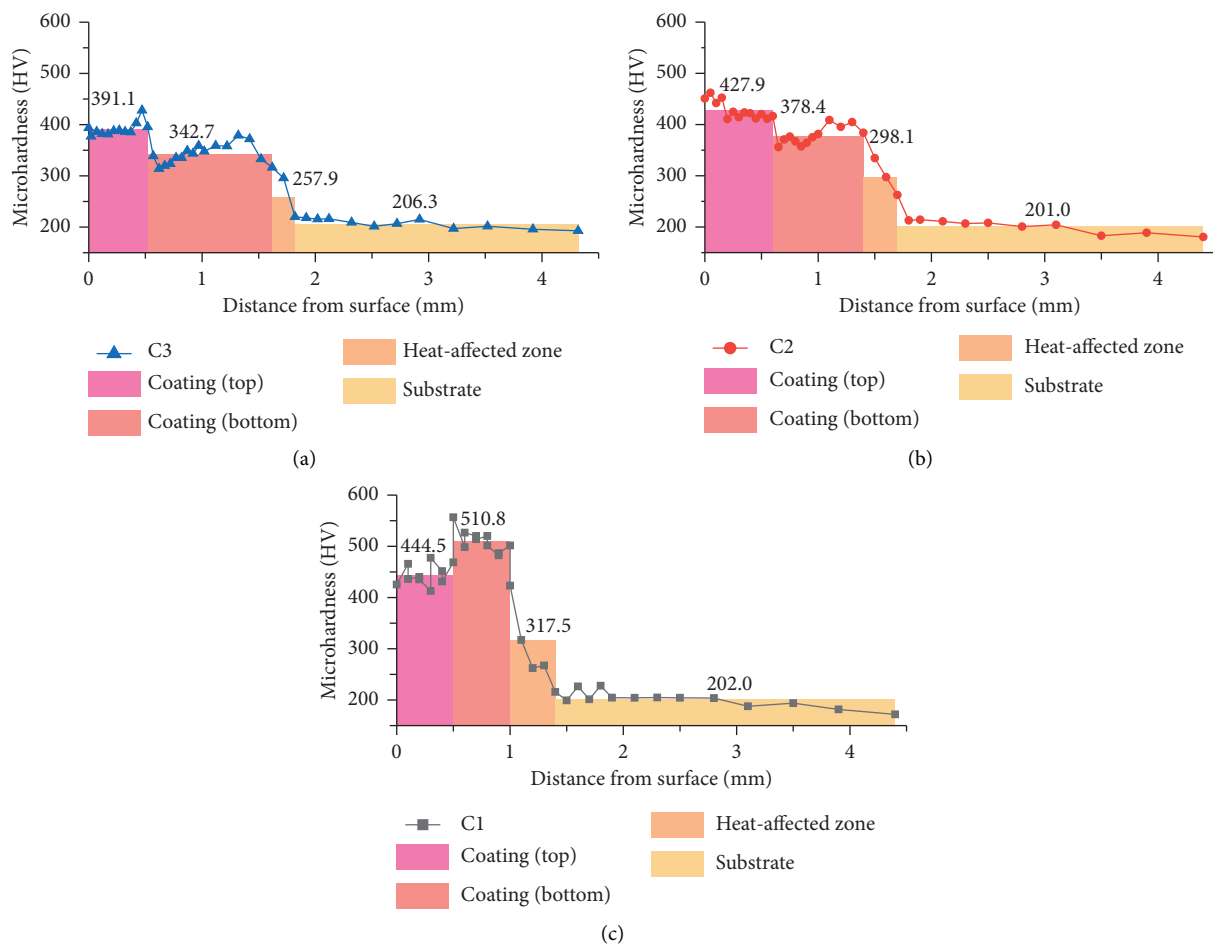 600
500
400
300
200
Microhardness (HV)
391.1
342.7
257.9
206.3
0 1 2 3 4
Distance from surface (mm)
C3
Coating (top)
Coating (bottom)
Heat-affected zone
Substrate
(a)
600
500
400
300
200
Microhardness (HV)
427.9
378.4
298.1
201.0
0 1 2 3 4
Distance from surface (mm)
C2
Coating (top)
Coating (bottom)
Heat-affected zone
Substrate
(b)
600
500
400
300
200
Microhardness (HV)
444.5
510.8
317.5
202.0
0 1 2 3 4
Distance from surface (mm)
C1
Coating (top)
Coating (bottom)
Heat-affected zone
Substrate
(c)